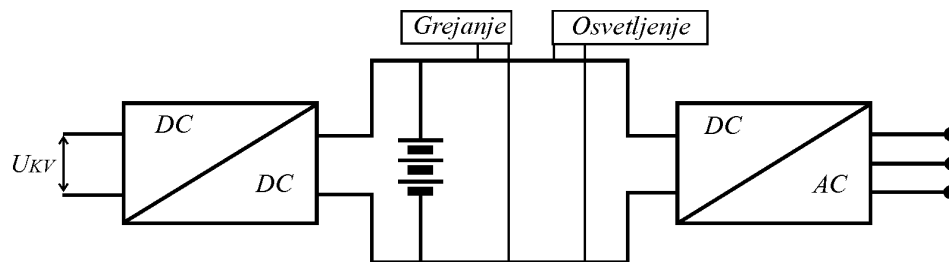 Grejanje
Osvetljenje
DC
DC
UKV
DC
AC